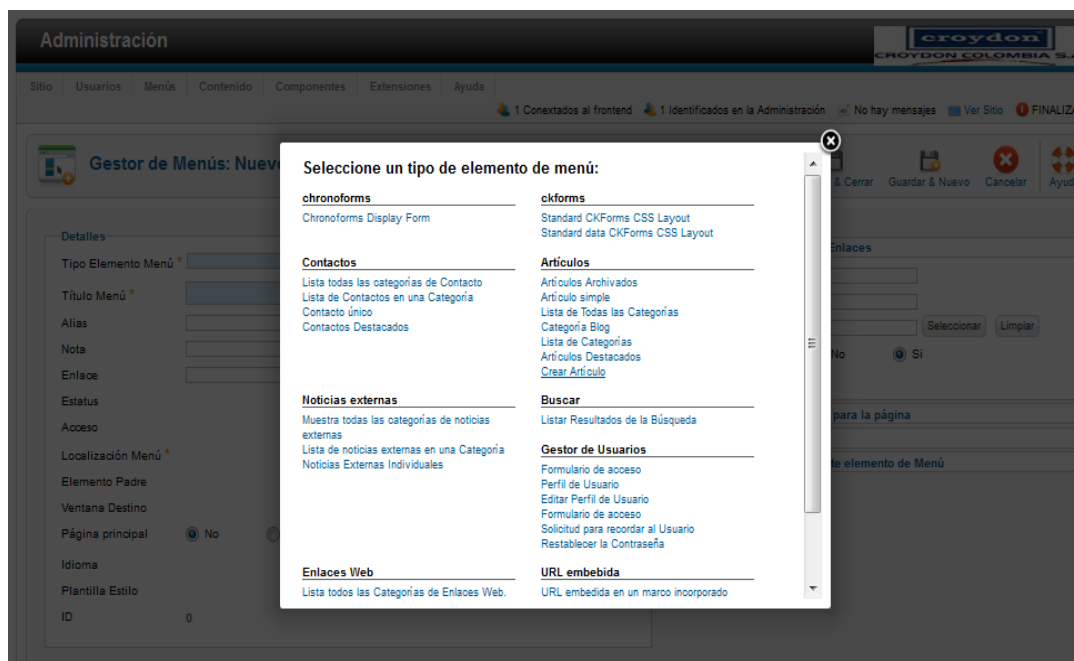 Administración
croydon
CROYDON COLOMBIA S.A
Sitio Usuarios Menús Contenido Componentes Extensiones Ayuda
1 Conectados al frontend 1 Identificados en la Administración No hay mensajes Ver Sitio FINALIZA
Gestor de Menús: Nuevo
& Cerrar Guardar & Nuevo Cancelar Ayud
Seleccione un tipo de elemento de menú:
chronoforms
Chronoforms Display Form
ckforms
Standard CKForms CSS Layout
Standard data CKForms CSS Layout
Contactos
Lista todas las categorías de Contacto
Lista de Contactos en una Categoría
Contacto único
Contactos Destacados
Artículos
Artículos Archivados
Artículo simple
Lista de Todas las Categorías
Categoría Blog
Lista de Categorías
Artículos Destacados
Crear Artículo
Noticias externas
Muestra todas las categorías de noticias
externas
Lista de noticias externas en una Categoría
Noticias Externas Individuales
Buscar
Listar Resultados de la Búsqueda
Gestor de Usuarios
Formulario de acceso
Perfil de Usuario
Editar Perfil de Usuario
Formulario de acceso
Solicitud para recordar al Usuario
Restablecer la Contraseña
Enlaces Web
Lista todos las Categorías de Enlaces Web.
URL embebida
URL embedida en un marco incorporado
Detalles
Tipo Elemento Menú *
Título Menú *
Alias
Nota
Enlace
Estatus
Acceso
Localización Menú *
Elemento Padre
Ventana Destino
Página principal No
Idioma
Plantilla Estilo
ID 0
Enlaces
Seleccionar Limpiar
No Si
para la página
te elemento de Menú